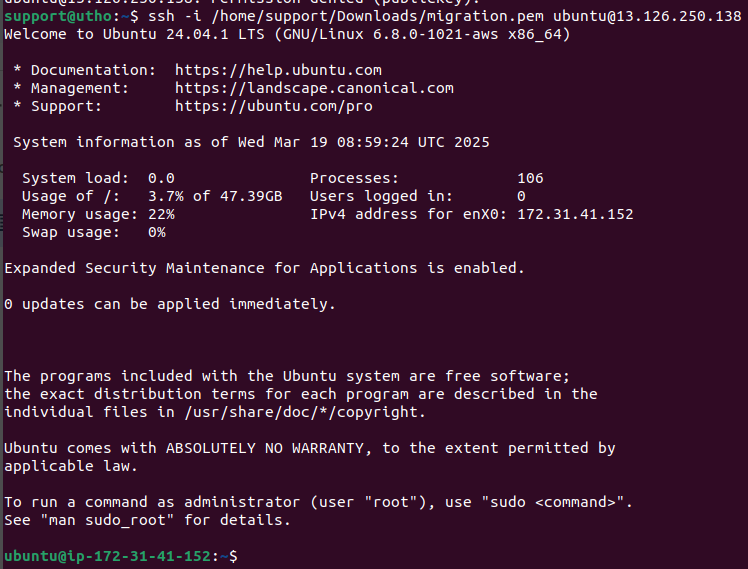 ubuntu@13.126.250.138: Permission denied (publickey).
support@utho:~$ ssh -i /home/support/Downloads/migration.pem ubuntu@13.126.250.138
Welcome to Ubuntu 24.04.1 LTS (GNU/Linux 6.8.0-1021-aws x86_64)
* Documentation: https://help.ubuntu.com
* Management: https://landscape.canonical.com
* Support: https://ubuntu.com/pro
System information as of Wed Mar 19 08:59:24 UTC 2025
System load: 0.0 Processes: 106
Usage of /: 3.7% of 47.39GB Users logged in: 0
Memory usage: 22% IPv4 address for enX0: 172.31.41.152
Swap usage: 0%
Expanded Security Maintenance for Applications is enabled.
0 updates can be applied immediately.
The programs included with the Ubuntu system are free software;
the exact distribution terms for each program are described in the
individual files in /usr/share/doc/*/copyright.
Ubuntu comes with ABSOLUTELY NO WARRANTY, to the extent permitted by
applicable law.
To run a command as administrator (user "root"), use "sudo <command>".
See "man sudo_root" for details.
ubuntu@ip-172-31-41-152:~$